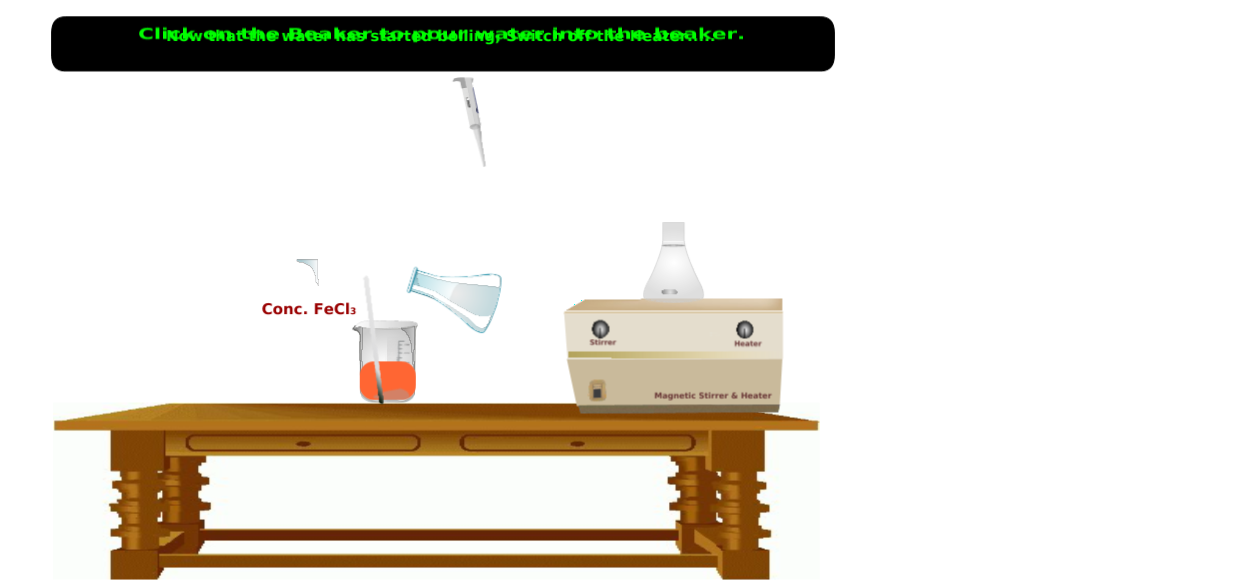 Click on the Beaker to pour water into the beaker.
Now that the water has started boiling, Switch off the Heater....
Conc. FeCl₃
Stirrer
Heater
Magnetic Stirrer & Heater